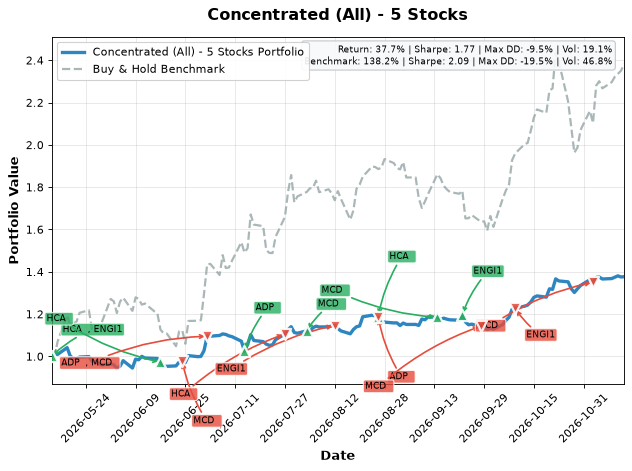 Concentrated (All) - 5 Stocks
Concentrated (All) - 5 Stocks Portfolio
Buy & Hold Benchmark
Return: 37.7% | Sharpe: 1.77 | Max DD: -9.5% | Vol: 19.1%
Benchmark: 138.2% | Sharpe: 2.09 | Max DD: -19.5% | Vol: 46.8%
Portfolio Value
2.4
2.2
2.0
1.8
1.6
1.4
1.2
1.0
HCA
ENGI1
MCD
MCD
ADP
HCA
HCA
ENGI1
MCD
ENGI1
ADP
MCD
ENGI1
ADP
MCD
HCA
MCD
2026-05-24
2026-06-09
2026-06-25
2026-07-11
2026-07-27
2026-08-12
2026-08-28
2026-09-13
2026-09-29
2026-10-15
2026-10-31
Date